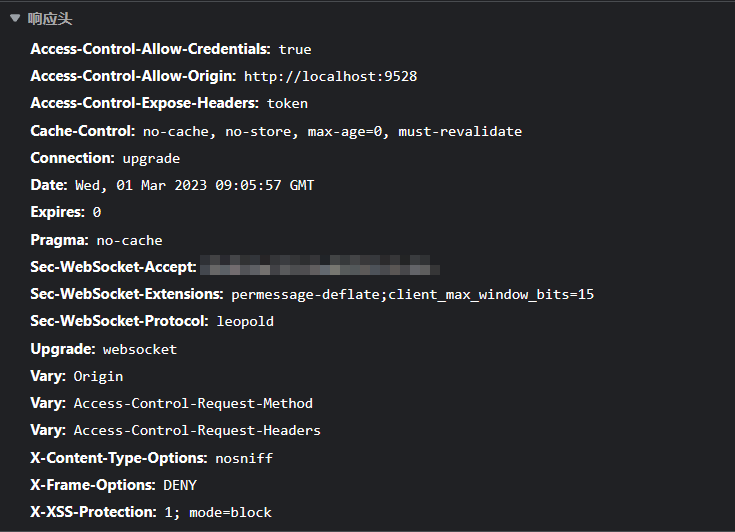 响应头
Access-Control-Allow-Credentials: true
Access-Control-Allow-Origin: http://localhost:9528
Access-Control-Expose-Headers: token
Cache-Control: no-cache, no-store, max-age=0, must-revalidate
Connection: upgrade
Date: Wed, 01 Mar 2023 09:05:57 GMT
Expires: 0
Pragma: no-cache
Sec-WebSocket-Accept:
Sec-WebSocket-Extensions: permessage-deflate;client_max_window_bits=15
Sec-WebSocket-Protocol: leopold
Upgrade: websocket
Vary: Origin
Vary: Access-Control-Request-Method
Vary: Access-Control-Request-Headers
X-Content-Type-Options: nosniff
X-Frame-Options: DENY
X-XSS-Protection: 1; mode=block